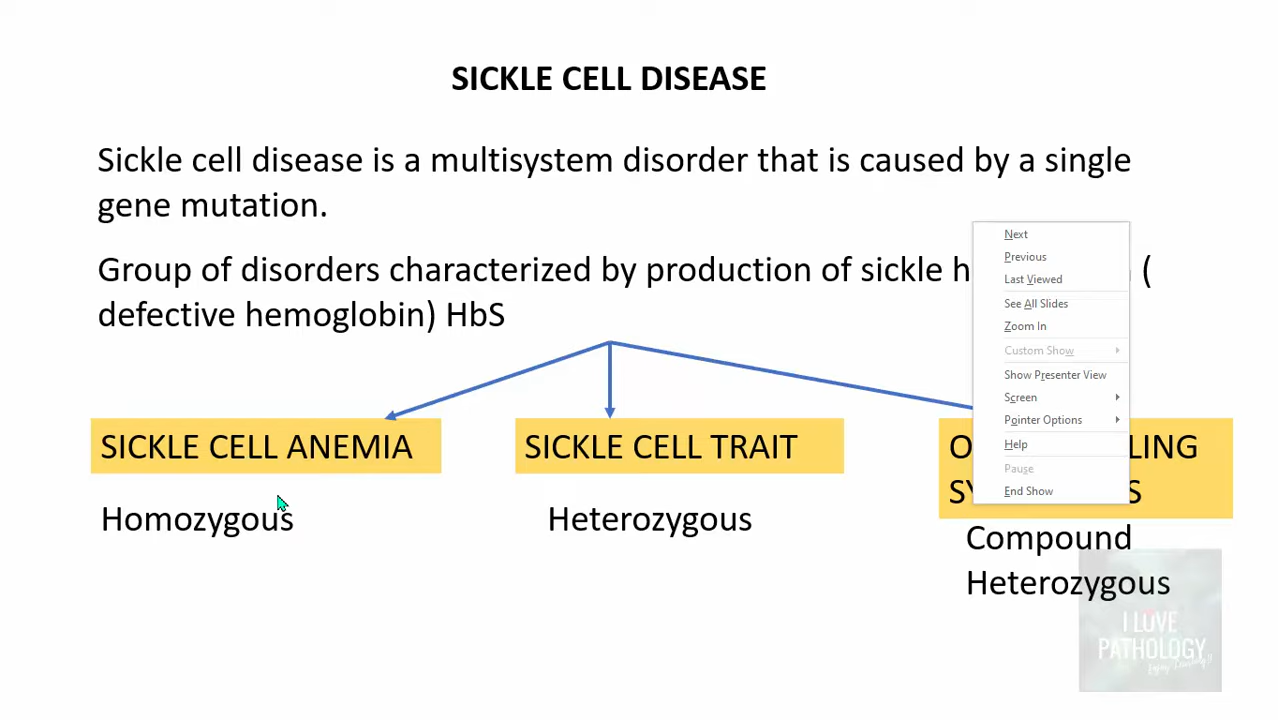 SICKLE CELL DISEASE
Sickle cell disease is a multisystem disorder that is caused by a single
gene mutation.
Group of disorders characterized by production of sickle (
defective hemoglobin) HbS
SICKLE CELL ANEMIA
Homozygous
SICKLE CELL TRAIT
Heterozygous
Compound
Heterozygous
Next
Previous
Last Viewed
See All Slides
Zoom In
Custom Show
Show Presenter View
Screen
Pointer Options
Help
Pause
End Show
I LOVE
PATHOLOGY